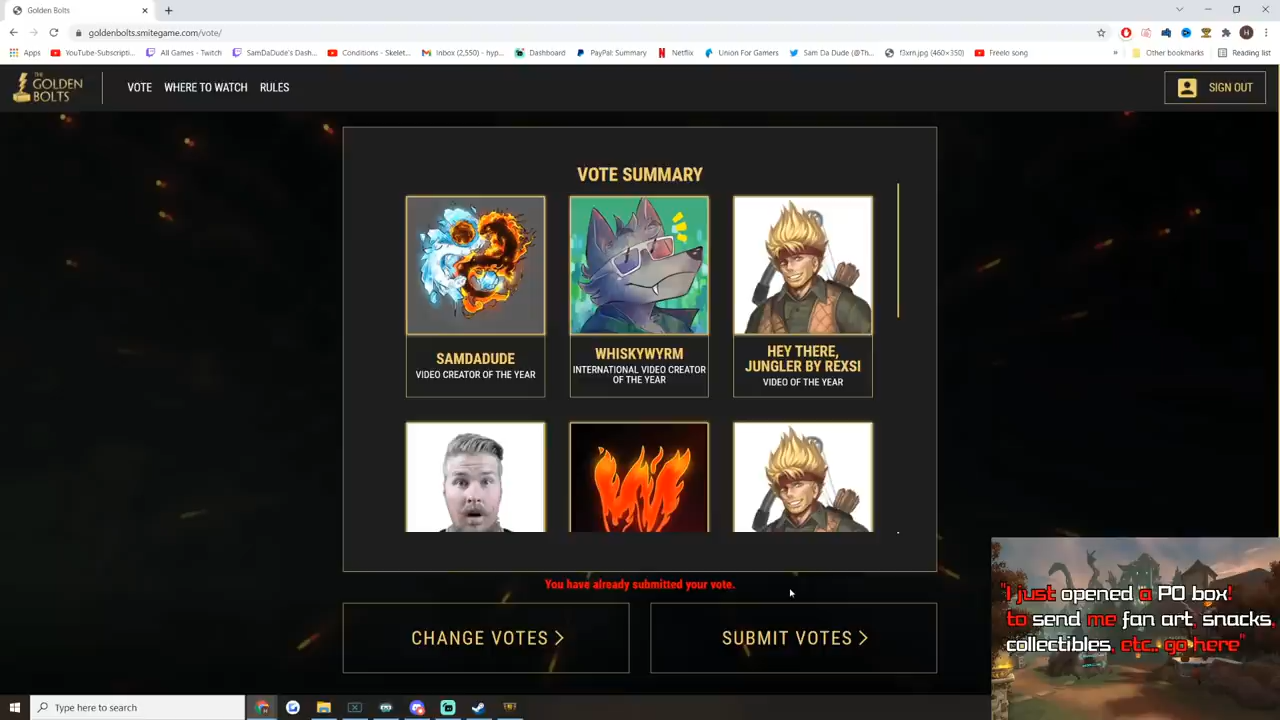 Golden Bolts
goldenbolts.smitegame.com/vote/
Apps YouTube-Subscripti... All Games - Twitch SamDaDude's Dash... Conditions - Skelet... Inbox (2,550) - hyp... Dashboard PayPal: Summary Netflix Union For Gamers Sam Da Dude (@Th... f3xrn.jpg (460×350) Freelo song » Other bookmarks Reading list
THE
GOLDEN
BOLTS
VOTE WHERE TO WATCH RULES SIGN OUT
VOTE SUMMARY
SAMDADUDE
VIDEO CREATOR OF THE YEAR
WHISKYWYRM
INTERNATIONAL VIDEO CREATOR
OF THE YEAR
HEY THERE,
JUNGLER BY REXSI
VIDEO OF THE YEAR
You have already submitted your vote.
CHANGE VOTES >
SUBMIT VOTES >
"I just opened a PO box!
to send me fan art, snacks,
collectibles, etc.. go here"
Type here to search